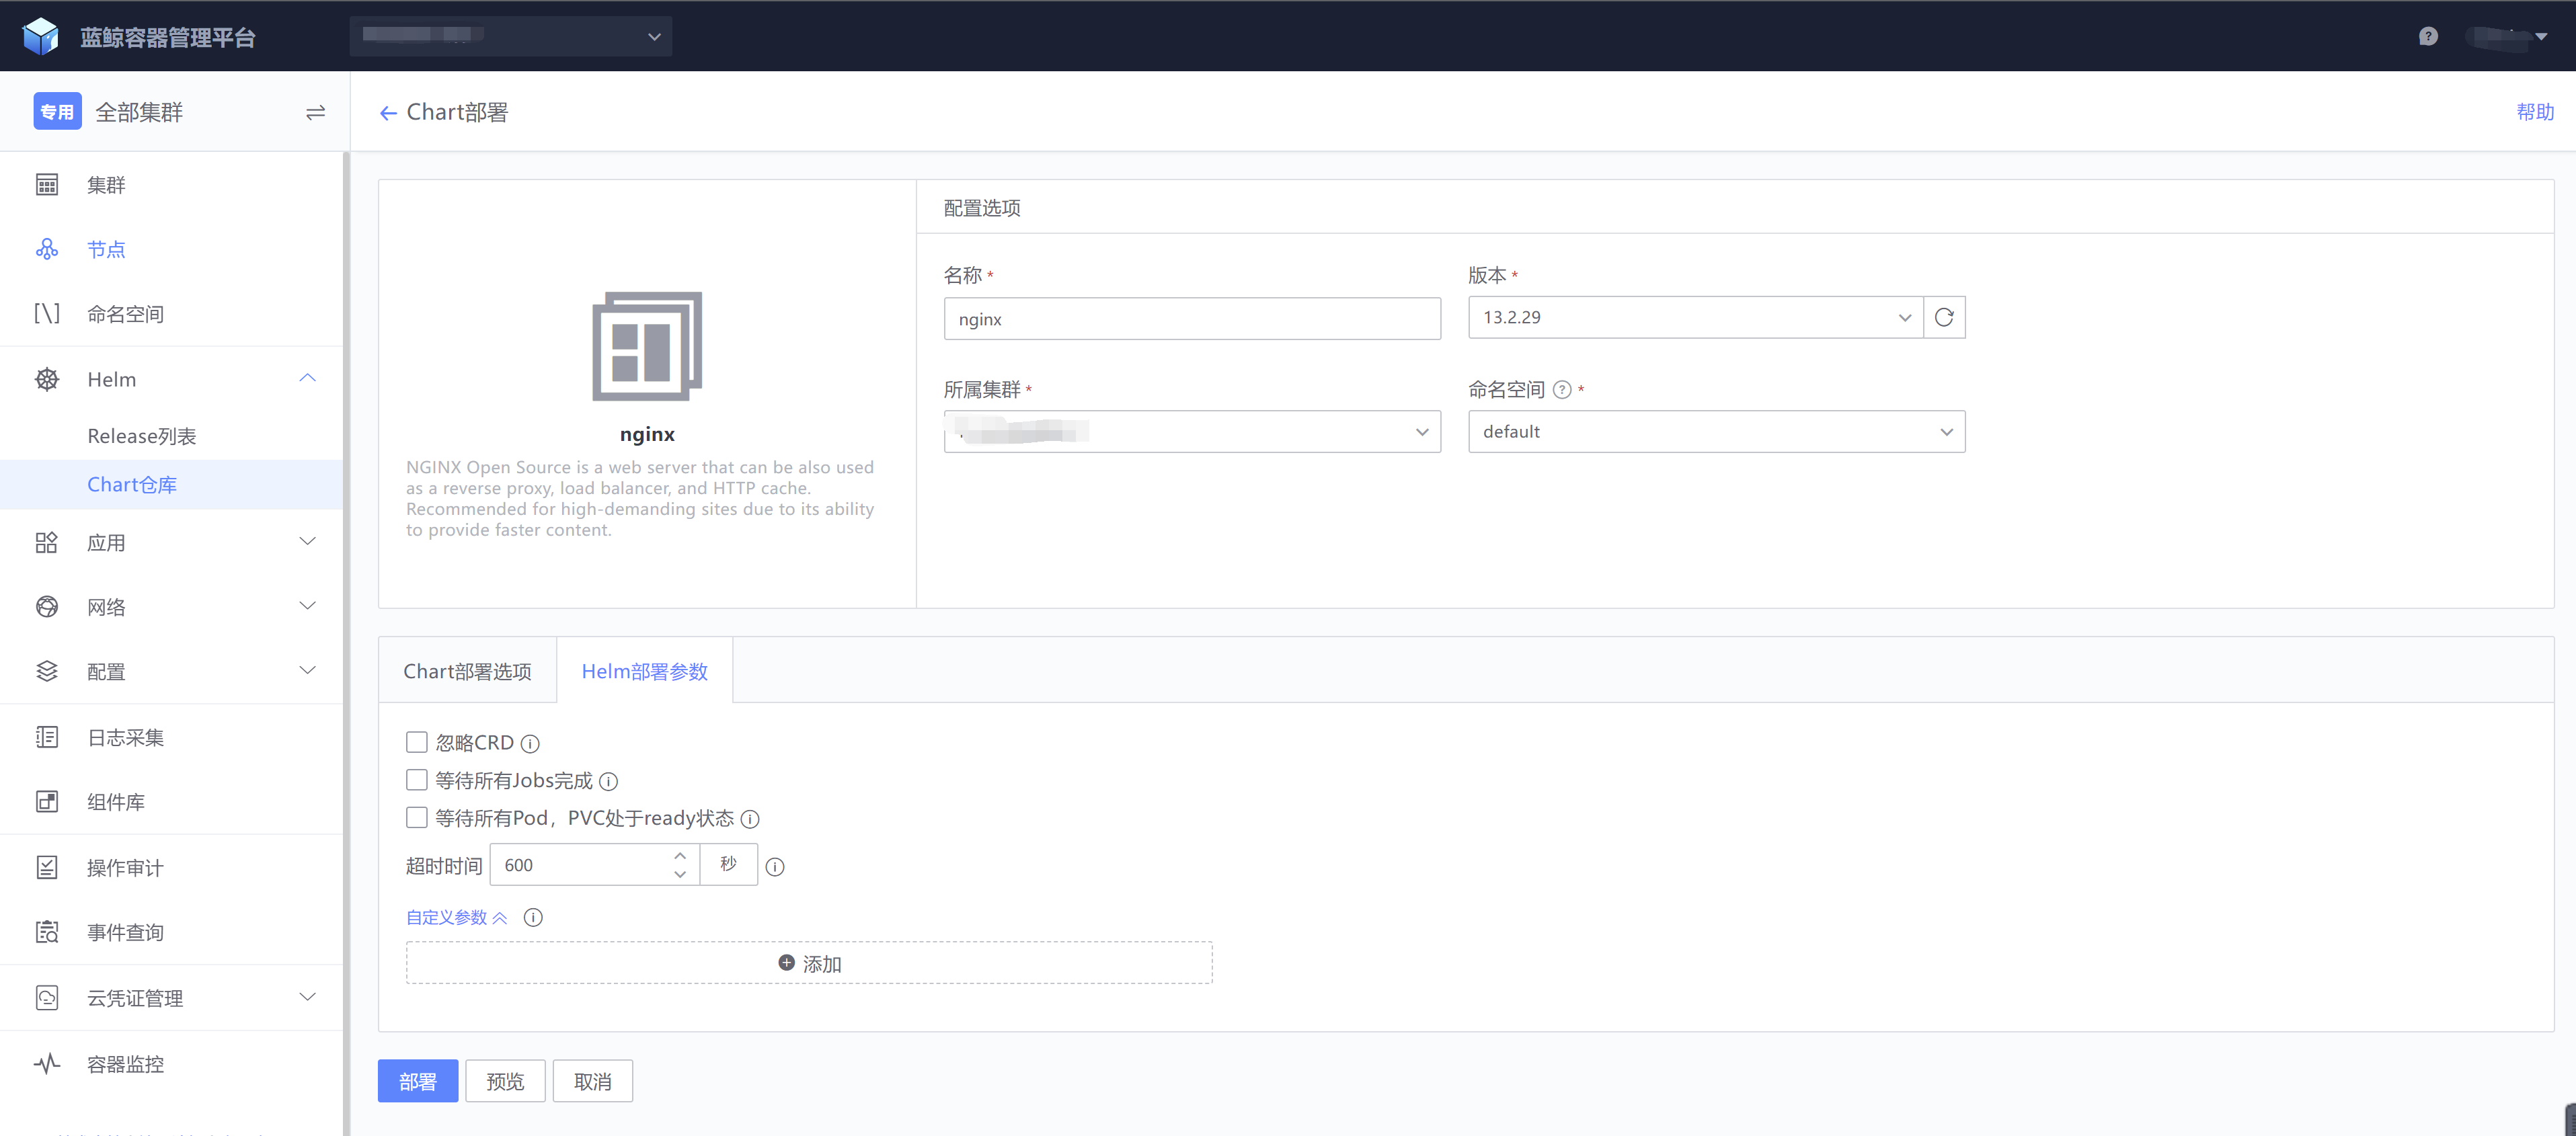 蓝鲸容器管理平台
专用 全部集群
Chart部署
帮助
集群
节点
命名空间
Helm
Release列表
Chart仓库
应用
网络
配置
日志采集
组件库
操作审计
事件查询
云凭证管理
容器监控
nginx
NGINX Open Source is a web server that can be also used
as a reverse proxy, load balancer, and HTTP cache.
Recommended for high-demanding sites due to its ability
to provide faster content.
配置选项
名称 *
nginx
版本 *
13.2.29
所属集群 *
命名空间 *
default
Chart部署选项
Helm部署参数
忽略CRD
等待所有Jobs完成
等待所有Pod，PVC处于ready状态
超时时间 600 秒
自定义参数
添加
部署 预览 取消